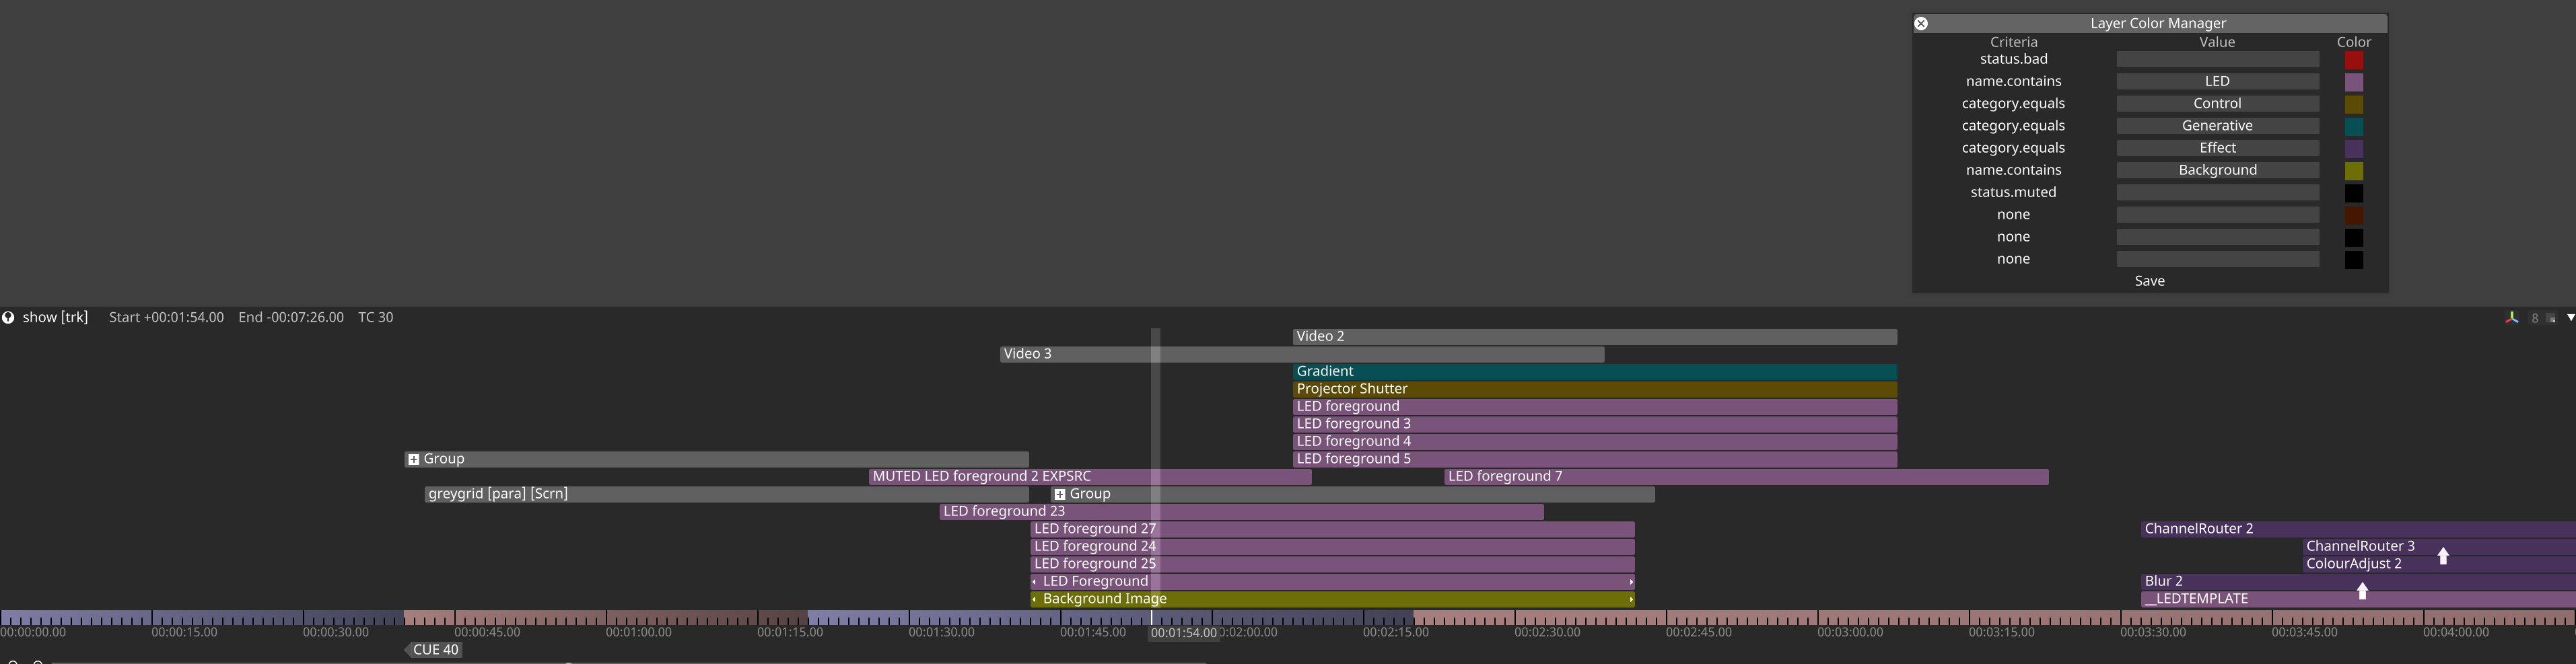 Layer Color Manager
Criteria Value Color
status.bad
name.contains LED
category.equals Control
category.equals Generative
category.equals Effect
name.contains Background
status.muted
none
none
none
Save
show [trk] Start +00:01:54.00 End -00:07:26.00 TC 30
8
Video 2
Video 3
Gradient
Projector Shutter
LED foreground
LED foreground 3
LED foreground 4
Group LED foreground 5
MUTED LED foreground 2 EXPSRC LED foreground 7
greygrid [para] [Scrn] Group
LED foreground 23
LED foreground 27 ChannelRouter 2
LED foreground 24 ChannelRouter 3
LED foreground 25 ColourAdjust 2
LED Foreground Blur 2
Background Image __LEDTEMPLATE
00:00:00.00 00:00:15.00 00:00:30.00 00:00:45.00 00:01:00.00 00:01:15.00 00:01:30.00 00:01:45.00 00:01:54.00 0:02:00.00 00:02:15.00 00:02:30.00 00:02:45.00 00:03:00.00 00:03:15.00 00:03:30.00 00:03:45.00 00:04:00.00
CUE 40